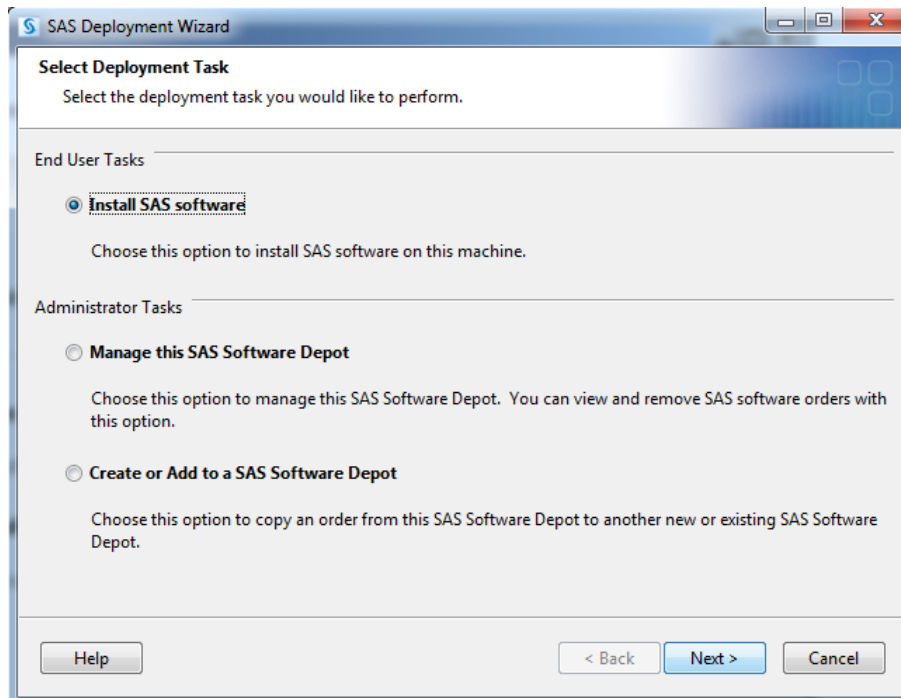 SAS Deployment Wizard
Select Deployment Task
Select the deployment task you would like to perform.
End User Tasks
Install SAS software
Choose this option to install SAS software on this machine.
Administrator Tasks
Manage this SAS Software Depot
Choose this option to manage this SAS Software Depot.  You can view and remove SAS software orders with
this option.
Create or Add to a SAS Software Depot
Choose this option to copy an order from this SAS Software Depot to another new or existing SAS Software
Depot.
Help
< Back
Next >
Cancel